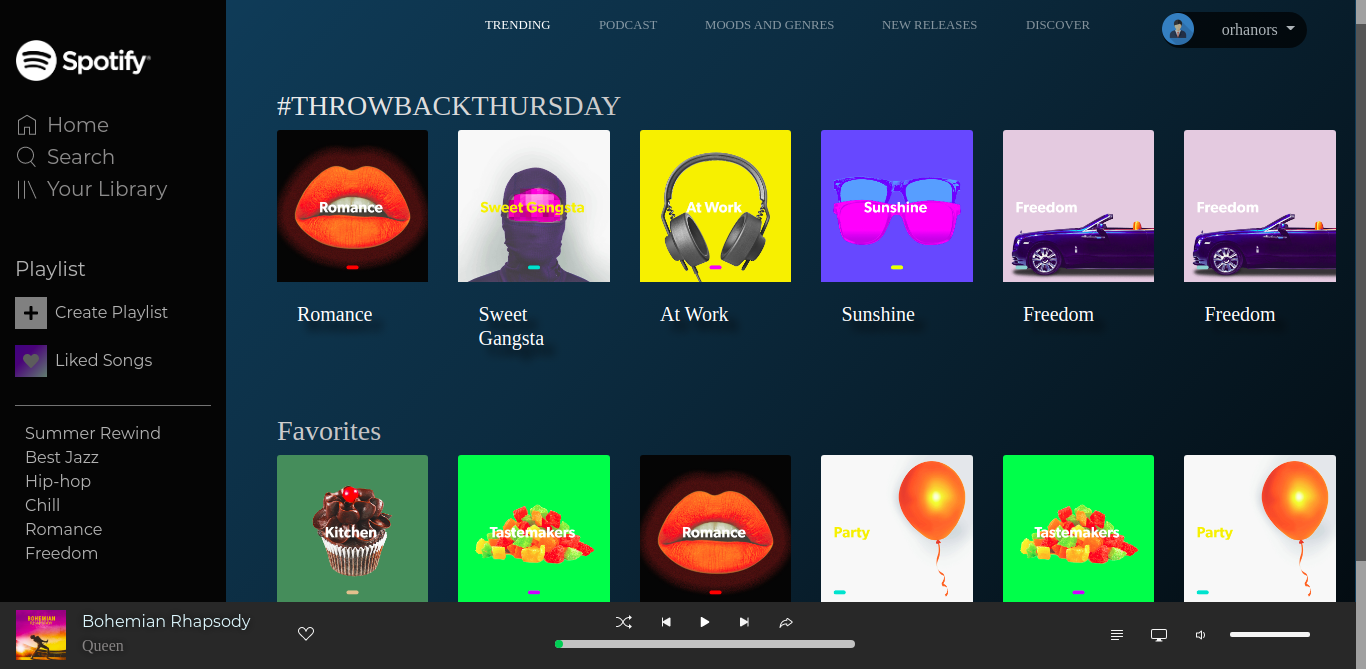 Spotify®
Home
Search
Your Library
Playlist
Create Playlist
Liked Songs
Summer Rewind
Best Jazz
Hip-hop
Chill
Romance
Freedom
TRENDING PODCAST MOODS AND GENRES NEW RELEASES DISCOVER
orhanors
#THROWBACKTHURSDAY
Romance
Sweet Gangsta
At Work
Sunshine
Freedom
Freedom
Romance
Sweet
Gangsta
At Work
Sunshine
Freedom
Freedom
Favorites
Kitchen
Tastemakers
Romance
Party
Tastemakers
Party
BOHEMIAN
Bohemian Rhapsody
Queen